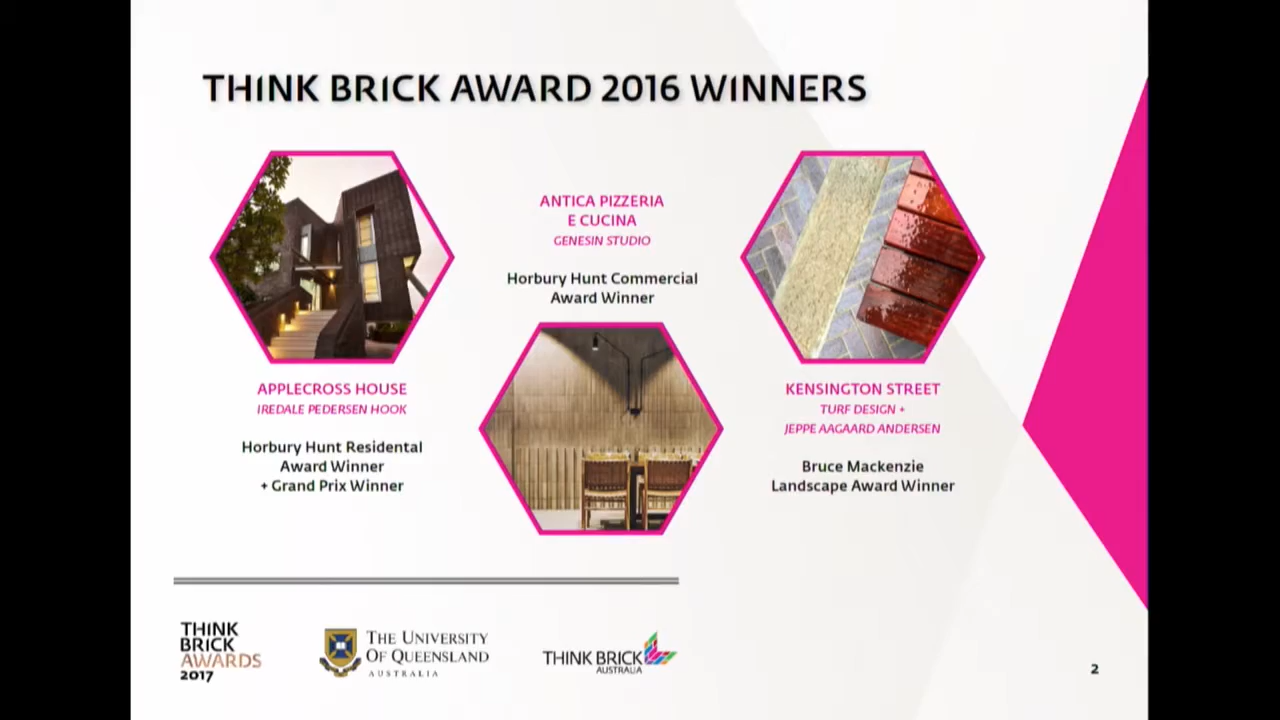 THINK BRICK AWARD 2016 WINNERS
APPLECROSS HOUSE
IREDALE PEDERSEN HOOK
Horbury Hunt Residental
Award Winner
+ Grand Prix Winner
ANTICA PIZZERIA
E CUCINA
GENESIN STUDIO
Horbury Hunt Commercial
Award Winner
KENSINGTON STREET
TURF DESIGN +
JEPPE AAGAARD ANDERSEN
Bruce Mackenzie
Landscape Award Winner
THINK
BRICK
AWARDS
2017
THE UNIVERSITY
OF QUEENSLAND
AUSTRALIA
THINK BRICK
AUSTRALIA
2